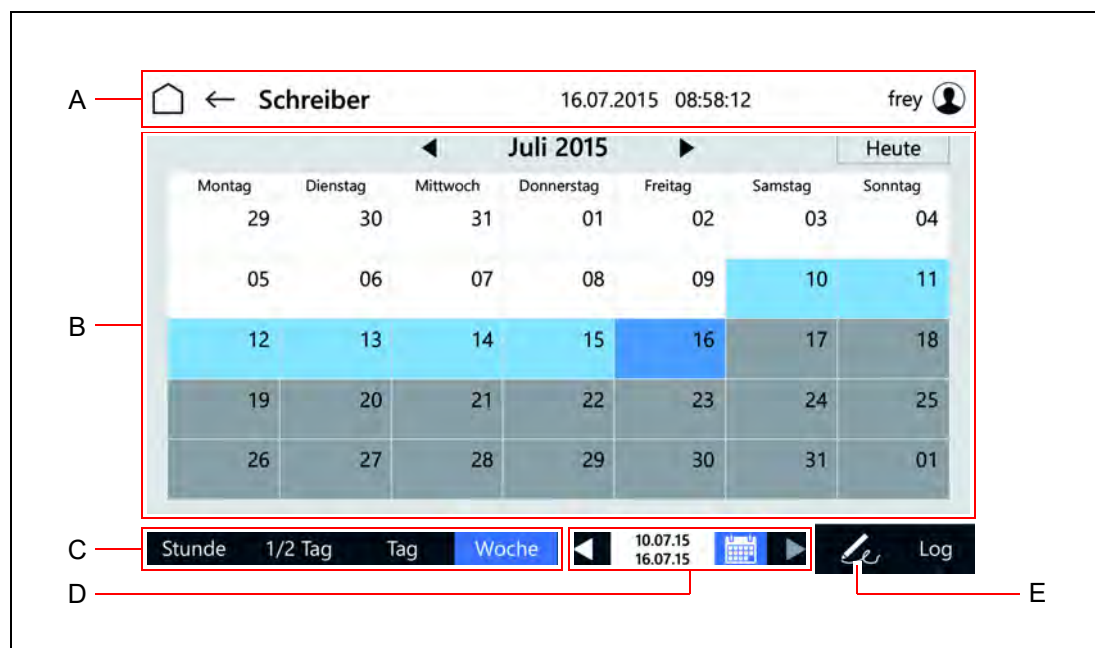 A
Schreiber 16.07.2015 08:58:12 frey
Juli 2015 Heute
Montag Dienstag Mittwoch Donnerstag Freitag Samstag Sonntag
29 30 31 01 02 03 04
05 06 07 08 09 10 11
B
12 13 14 15 16 17 18
19 20 21 22 23 24 25
26 27 28 29 30 31 01
C
Stunde 1/2 Tag Tag Woche 10.07.15 Log
16.07.15
D E